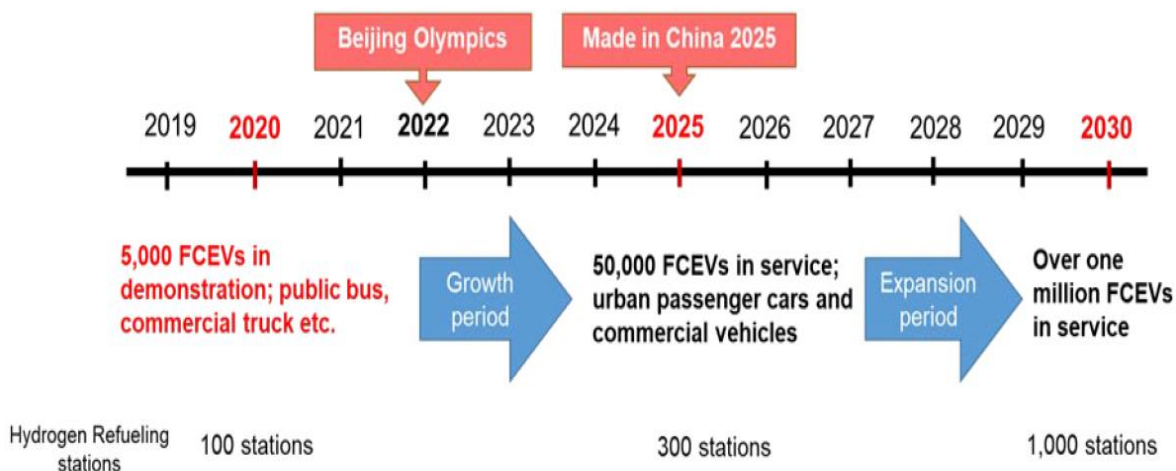 Beijing Olympics
Made in China 2025
2019 2020 2021 2022 2023 2024 2025 2026 2027 2028 2029 2030
5,000 FCEVs in
demonstration; public bus,
commercial truck etc.
Growth
period
50,000 FCEVs in service;
urban passenger cars and
commercial vehicles
Expansion
period
Over one
million FCEVs
in service
Hydrogen Refueling
stations
100 stations
300 stations
1,000 stations